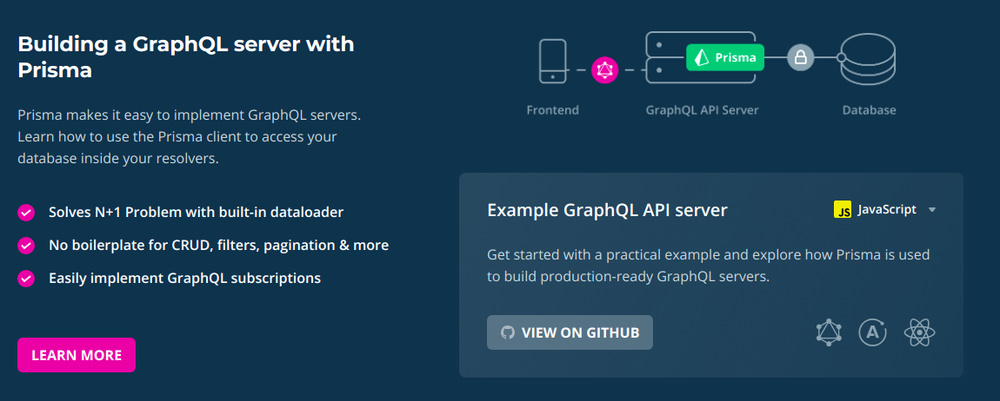 Building a GraphQL server with
Prisma
Prisma makes it easy to implement GraphQL servers.
Learn how to use the Prisma client to access your
database inside your resolvers.
Solves N+1 Problem with built-in dataloader
No boilerplate for CRUD, filters, pagination & more
Easily implement GraphQL subscriptions
LEARN MORE
Prisma
Frontend
GraphQL API Server
Database
Example GraphQL API server
JS JavaScript
Get started with a practical example and explore how Prisma is used
to build production-ready GraphQL servers.
VIEW ON GITHUB
A